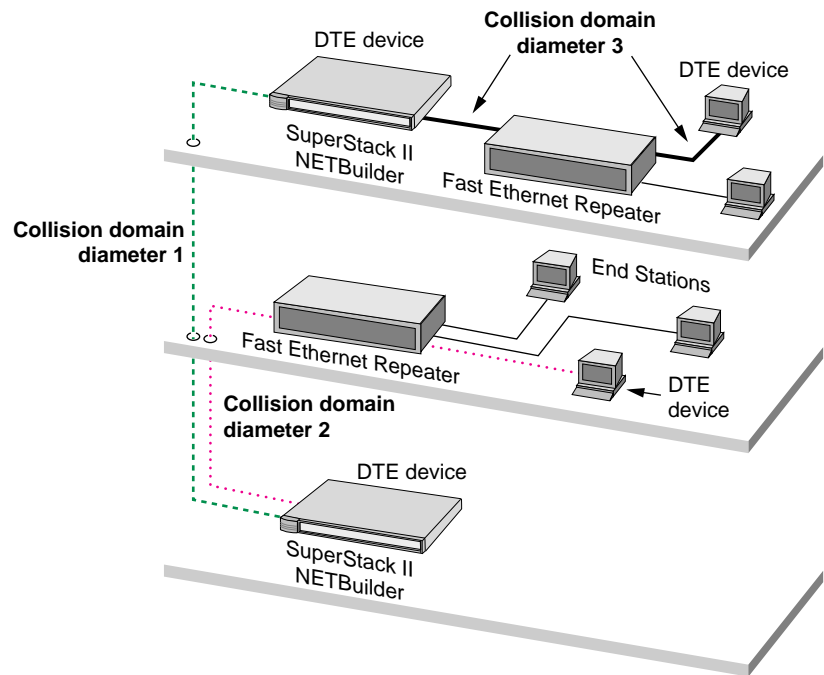 Collision domain
diameter 3
DTE device
DTE device
SuperStack II
NETBuilder
Fast Ethernet Repeater
Collision domain
diameter 1
End Stations
Fast Ethernet Repeater
DTE
device
Collision domain
diameter 2
DTE device
SuperStack II
NETBuilder